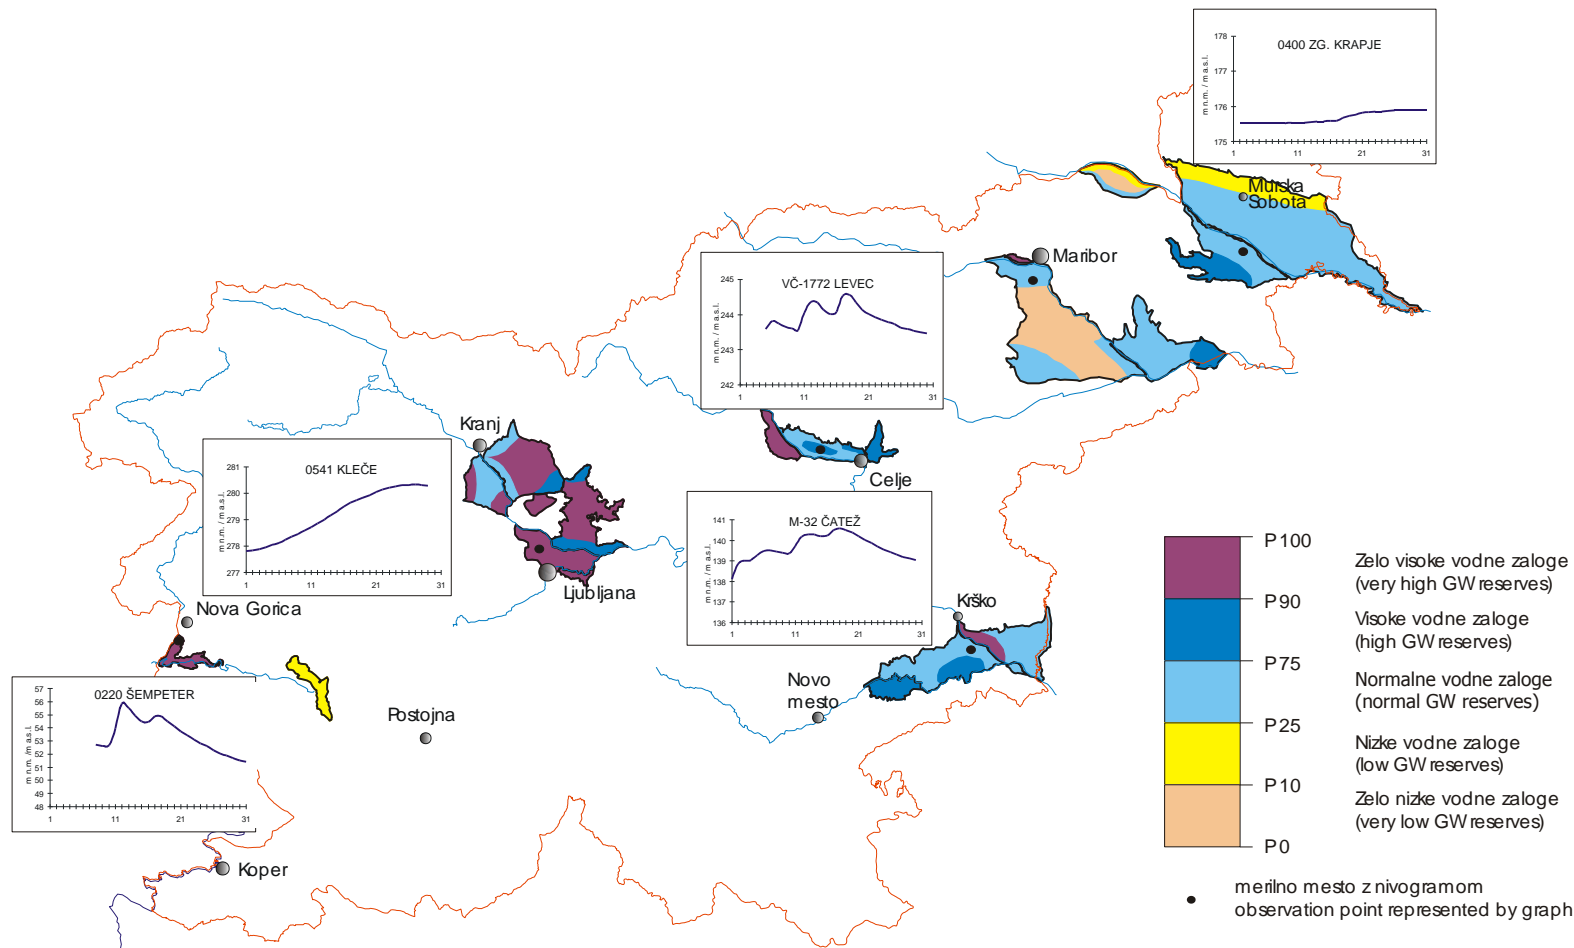 0400 ZG. KRAPJE
178
177
176
175
m n.m. / m a.s.l.
1 11 21 31
Murska
Sobota
Maribor
VČ-1772 LEVEC
245
244
243
242
m n.m. / m a.s.l.
1 11 21 31
Kranj
Celje
0541 KLEČE
281
280
279
278
277
m n.m. / m a.s.l.
1 11 21 31
Ljubljana
M-32 ČATEŽ
141
140
139
138
137
136
m n.m. / m a.s.l.
1 11 21 31
Nova Gorica
Krško
Novo
mesto
0220 ŠEMPETER
57
56
55
54
53
52
51
50
49
48
m n.m. /m a.s.l.
1 11 21 31
Postojna
Koper
P100
Zelo visoke vodne zaloge
(very high GW reserves)
P90
Visoke vodne zaloge
(high GW reserves)
P75
Normalne vodne zaloge
(normal GW reserves)
P25
Nizke vodne zaloge
(low GW reserves)
P10
Zelo nizke vodne zaloge
(very low GW reserves)
P0
merilno mesto z nivogramom
observation point represented by graph